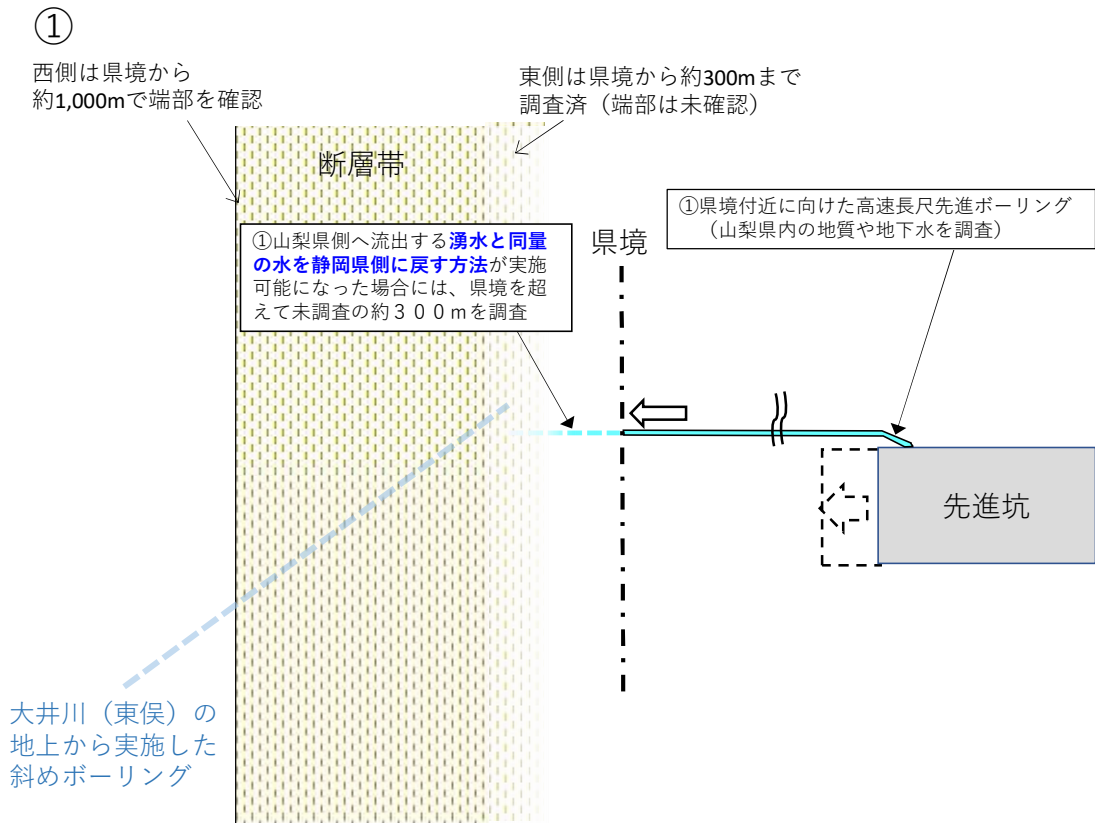 ①
西側は県境から
約1,000mで端部を確認
東側は県境から約300mまで
調査済（端部は未確認）
断層帯
①県境付近に向けた高速長尺先進ボーリング
（山梨県内の地質や地下水を調査）
①山梨県側へ流出する湧水と同量
の水を静岡県側に戻す方法が実施
可能になった場合には、県境を超
えて未調査の約３００ｍを調査
県境
先進坑
大井川（東俣）の
地上から実施した
斜めボーリング